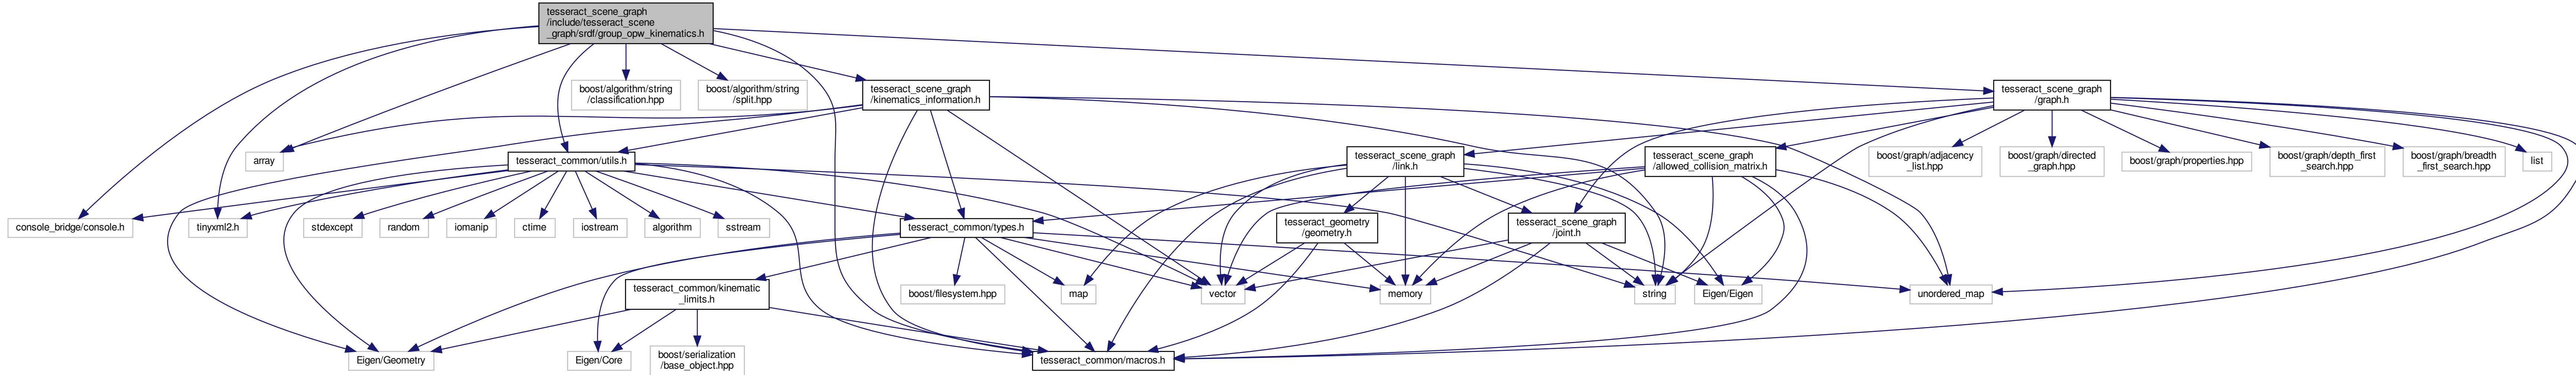 tesseract_scene_graph
/include/tesseract_scene
_graph/srdf/group_opw_kinematics.h
boost/algorithm/string
/classification.hpp
boost/algorithm/string
/split.hpp
tesseract_scene_graph
/kinematics_information.h
tesseract_scene_graph
/graph.h
array
tesseract_common/utils.h
tesseract_scene_graph
/link.h
tesseract_scene_graph
/allowed_collision_matrix.h
boost/graph/adjacency
_list.hpp
boost/graph/directed
_graph.hpp
boost/graph/properties.hpp
boost/graph/depth_first
_search.hpp
boost/graph/breadth
_first_search.hpp
list
console_bridge/console.h
tinyxml2.h
stdexcept
random
iomanip
ctime
iostream
algorithm
sstream
tesseract_common/types.h
tesseract_geometry
/geometry.h
tesseract_scene_graph
/joint.h
tesseract_common/kinematic
_limits.h
boost/filesystem.hpp
map
vector
memory
string
Eigen/Eigen
unordered_map
Eigen/Geometry
Eigen/Core
boost/serialization
/base_object.hpp
tesseract_common/macros.h